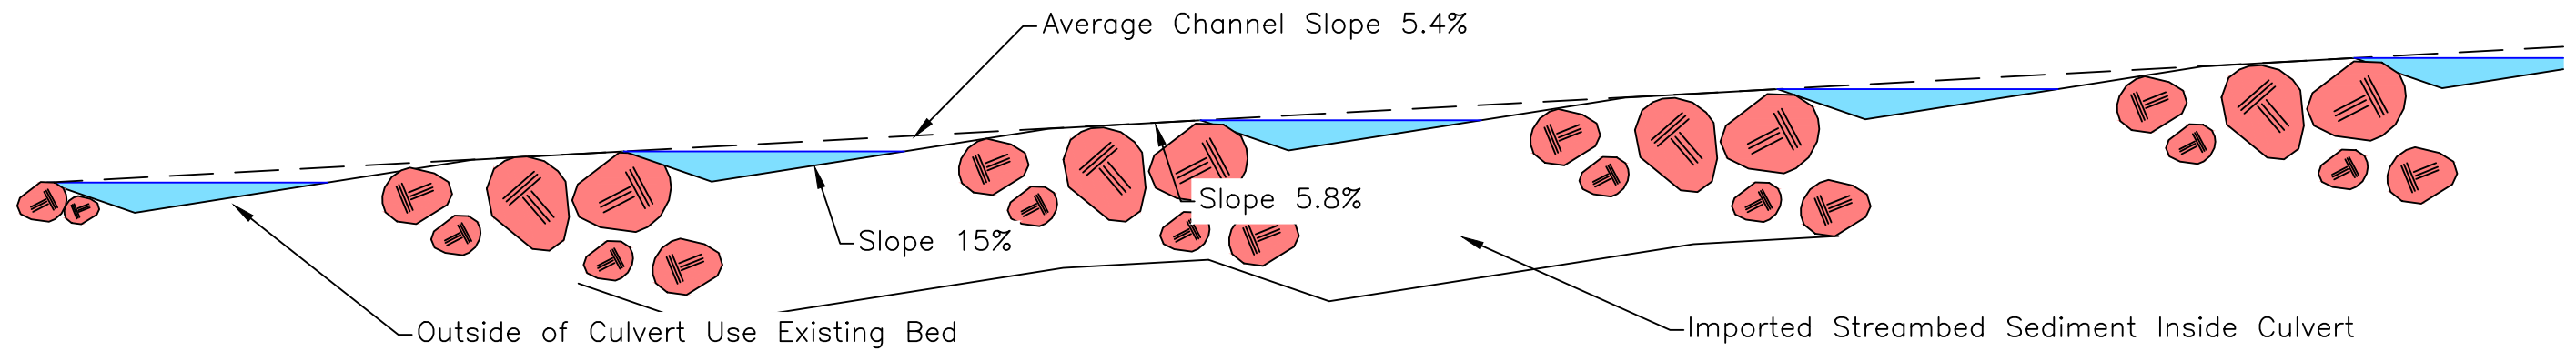 Average Channel Slope 5.4%
Slope 5.8%
Slope 15%
Outside of Culvert Use Existing Bed
Imported Streambed Sediment Inside Culvert